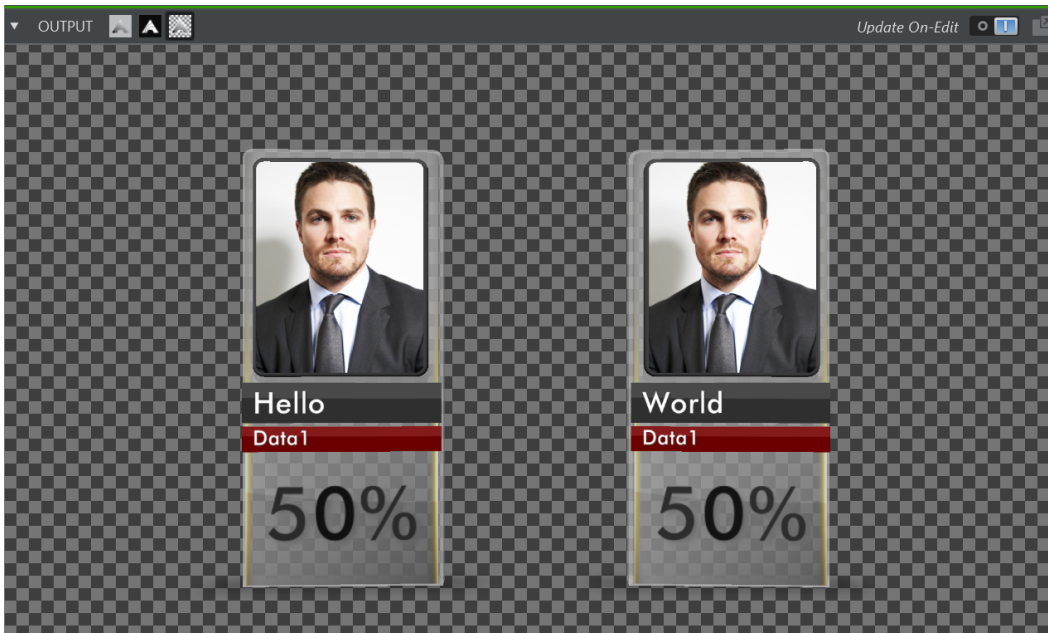 OUTPUT
Update On-Edit
Hello
Data1
50%
World
Data1
50%